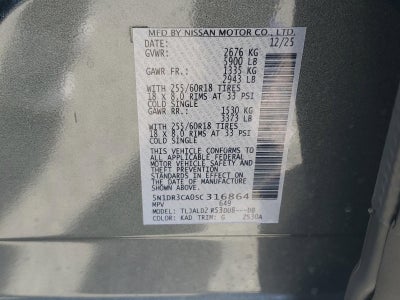 MFD BY NISSAN MOTOR CO., LTD.
DATE: 12/25
GVWR: 2676 KG
5900 LB
GAWR FR.: 1335 KG
2943 LB
WITH 255/60R18 TIRES
18 X 8.0 RIMS AT 33 PSI
COLD SINGLE
GAWR RR.: 1530 KG
3373 LB
WITH 255/60R18 TIRES
18 X 8.0 RIMS AT 33 PSI
COLD SINGLE
THIS VEHICLE CONFORMS TO
ALL APPLICABLE FEDERAL
MOTOR VEHICLE SAFETY AND THEFT PREVENTION
STANDARDS IN EFFECT ON
THE DATE OF MANUFACTURE
SHOWN ABOVE.
5N1DR3CA0SC316864
MPV 649
MODEL:
COLOR: KAD TRIM: G 2530A